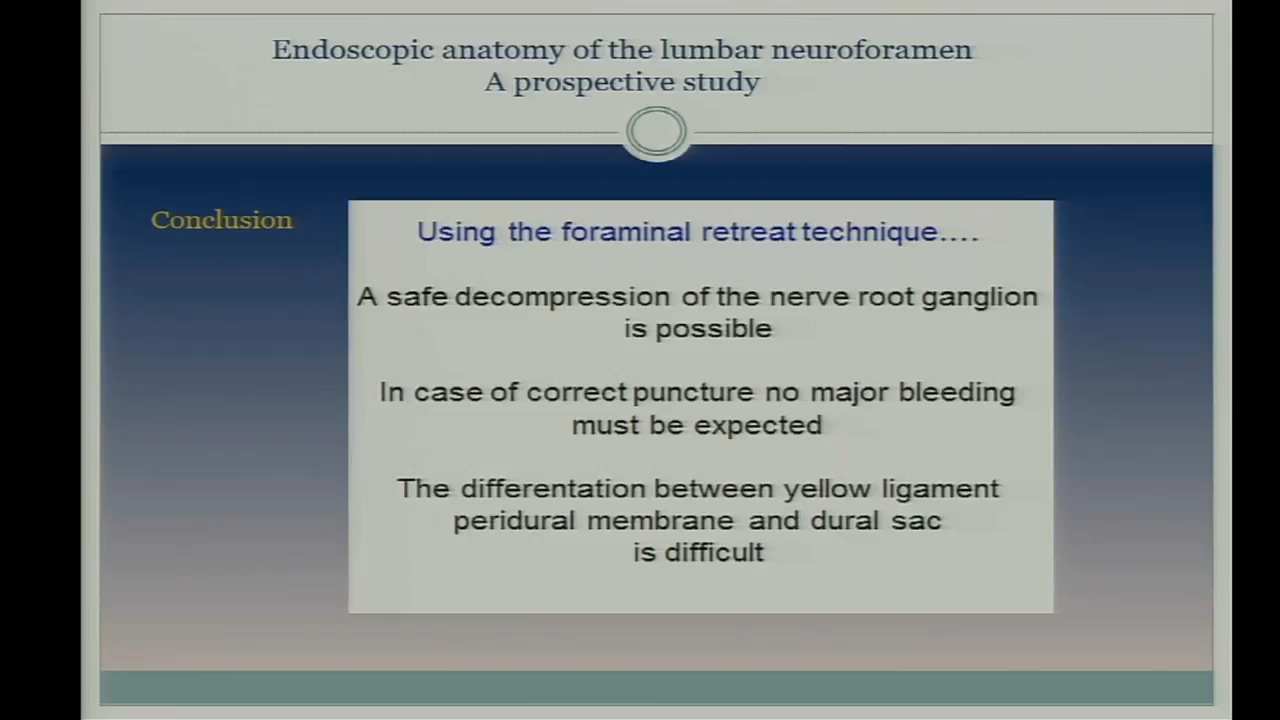 Endoscopic anatomy of the lumbar neuroforamen
A prospective study
Conclusion
Using the foraminal retreat technique....
A safe decompression of the nerve root ganglion
is possible
In case of correct puncture no major bleeding
must be expected
The differentation between yellow ligament
peridural membrane and dural sac
is difficult